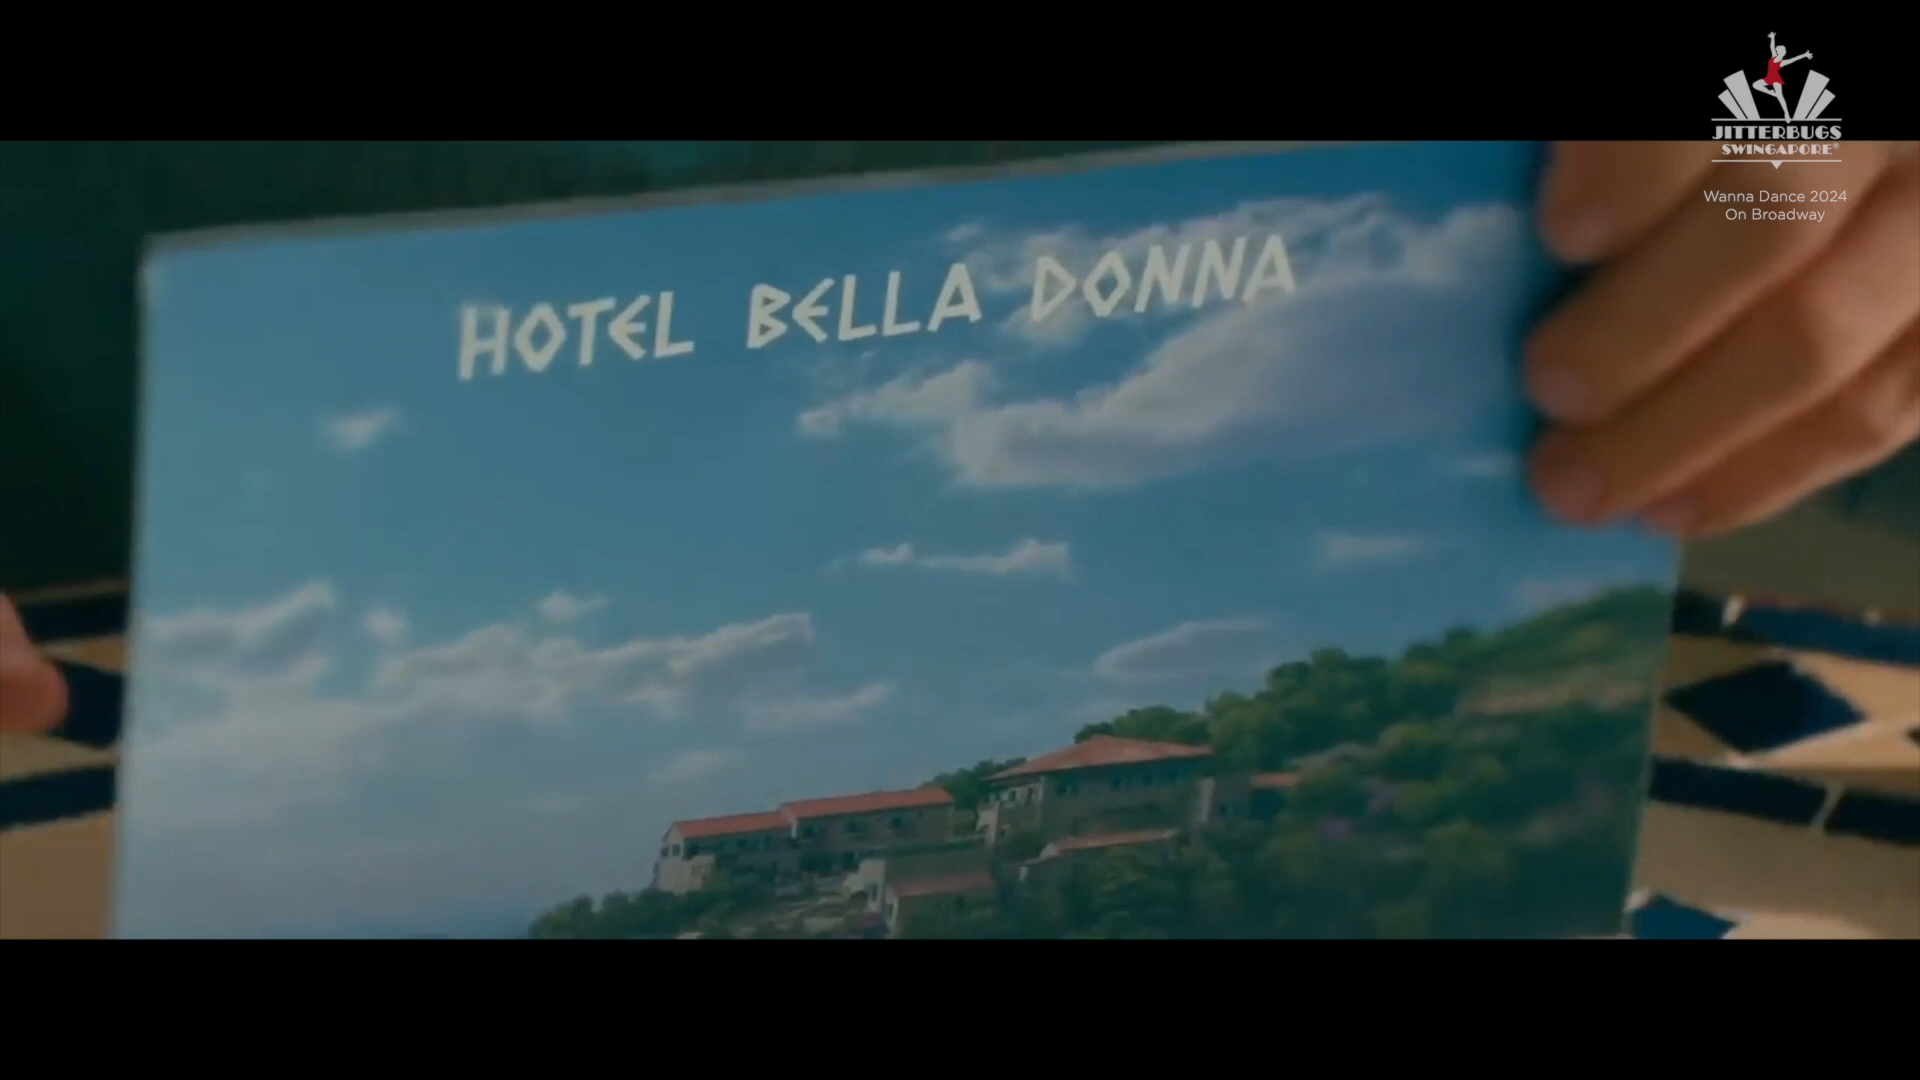 JITTERBUGS
SWINGAPORE®
Wanna Dance 2024
On Broadway
HOTEL BELLA DONNA